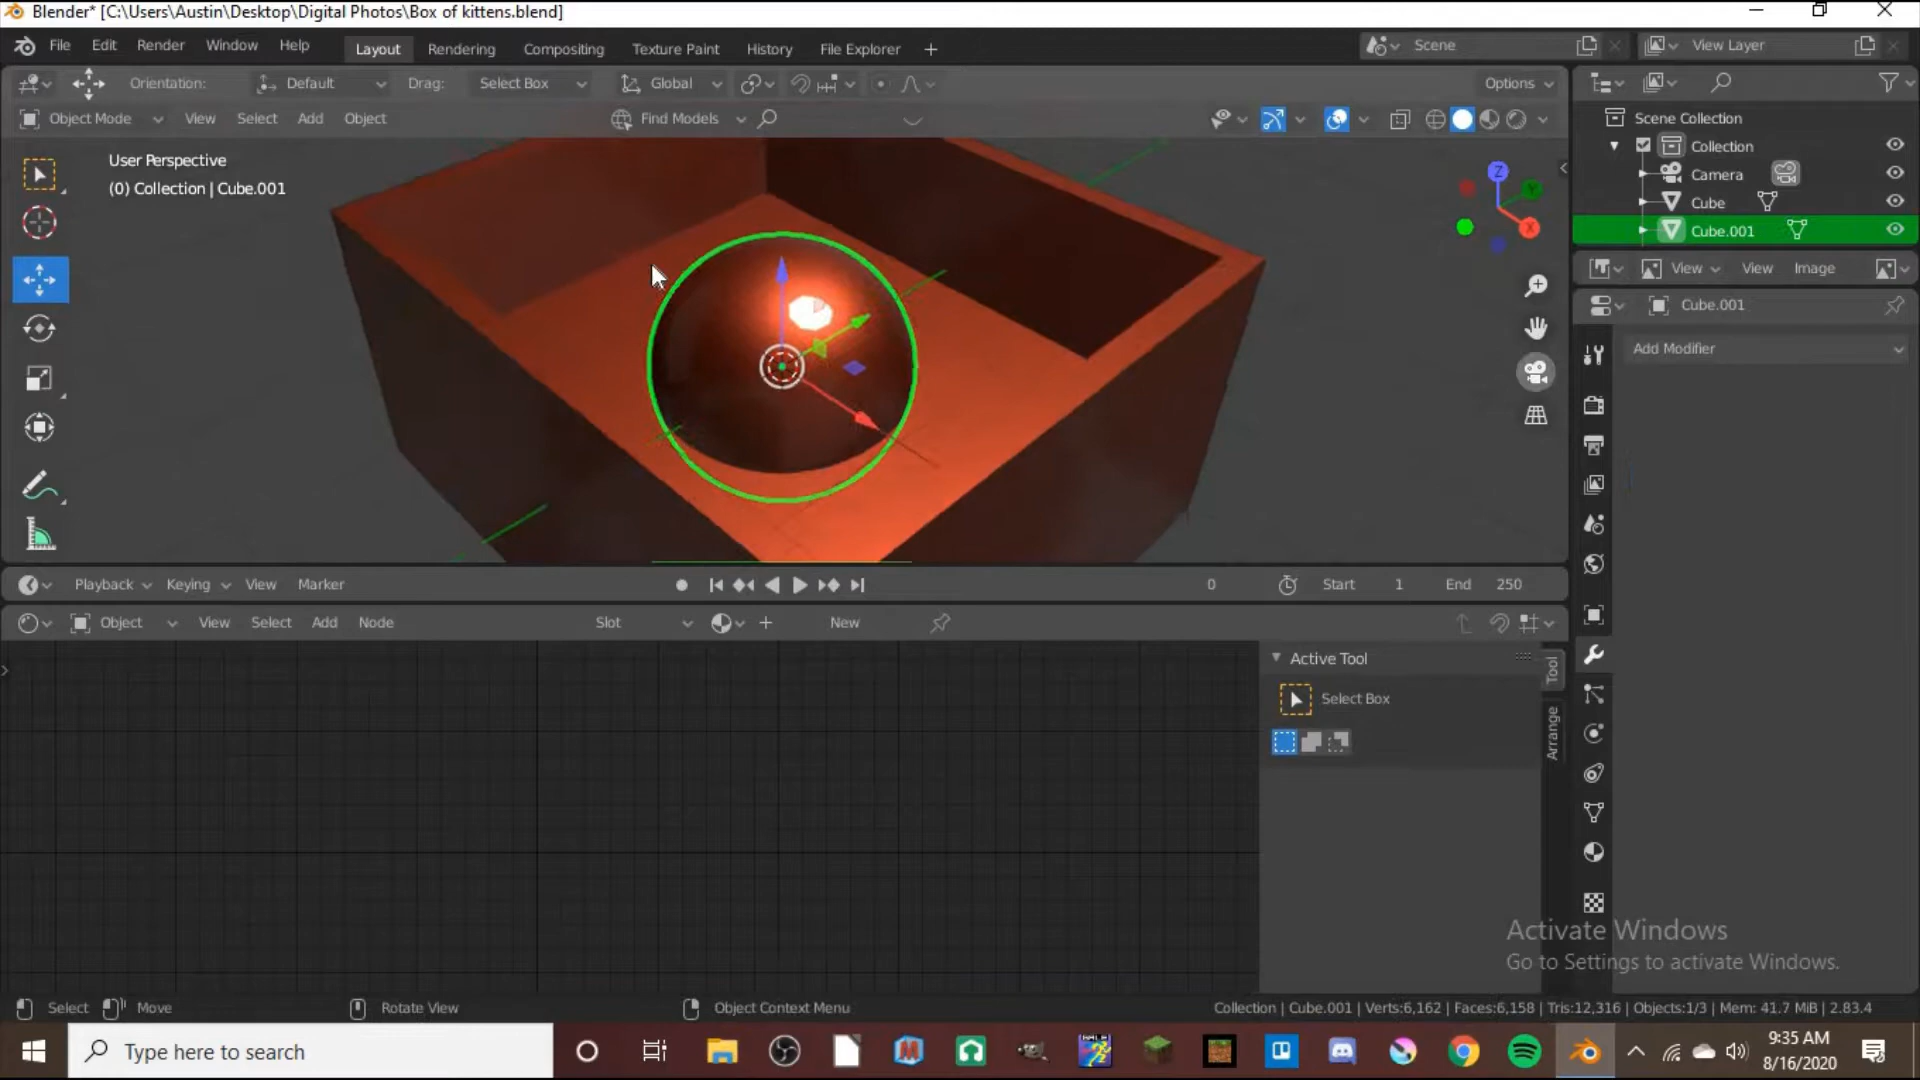 Blender* [C:\Users\Austin\Desktop\Digital Photos\Box of kittens.blend]
File Edit Render Window Help Layout Rendering Compositing Texture Paint History File Explorer + Scene View Layer
Orientation: Default Drag: Select Box Global Options
Object Mode View Select Add Object Find Models
Scene Collection
Collection
Camera
Cube
Cube.001
User Perspective
(0) Collection | Cube.001
Z
Y
X
View View Image
Cube.001
Add Modifier
Playback Keying View Marker 0 Start 1 End 250
Object View Select Add Node Slot New
Active Tool
Select Box
Tool
Arrange
Activate Windows
Go to Settings to activate Windows.
Select Move Rotate View Object Context Menu Collection | Cube.001 | Verts:6,162 | Faces:6,158 | Tris:12,316 | Objects:1/3 | Mem: 41.7 MiB | 2.83.4
Type here to search
9:35 AM
8/16/2020